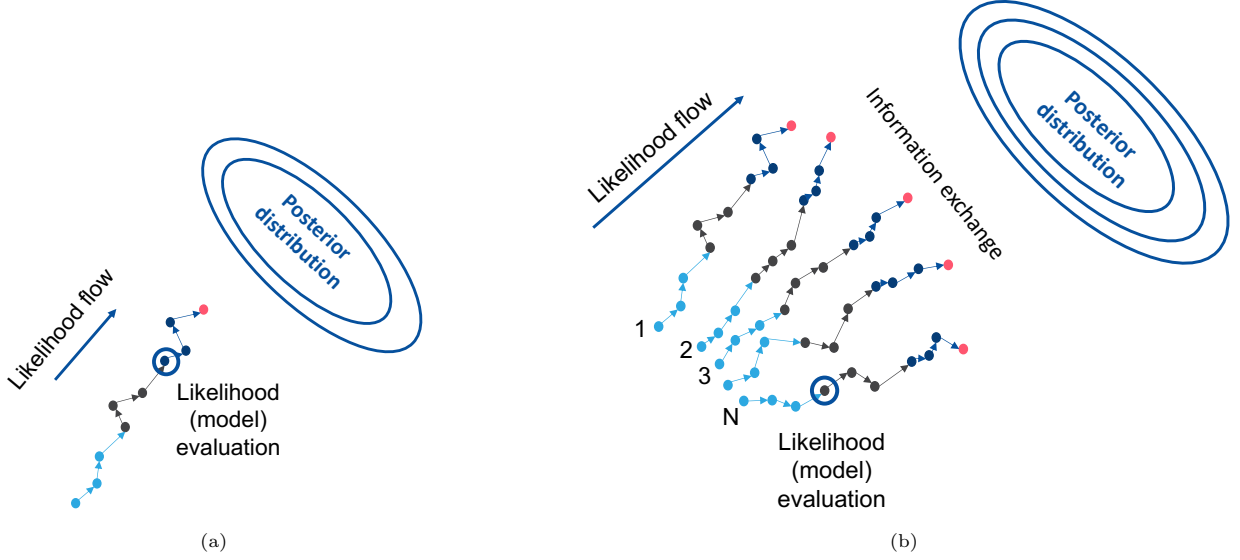 Likelihood flow
Posterior
distribution
Likelihood
(model)
evaluation
(a)
Likelihood flow
Information exchange
Posterior
distribution
1
2
3
N
Likelihood
(model)
evaluation
(b)